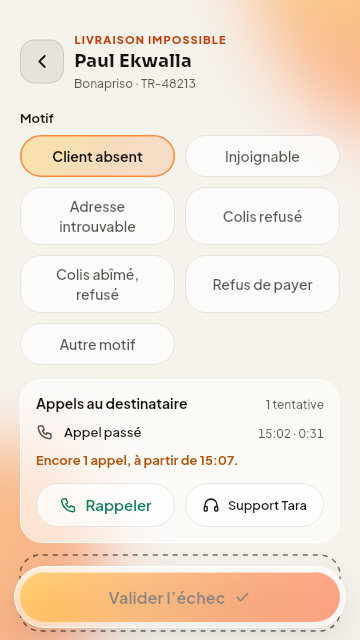 LIVRAISON IMPOSSIBLE
Paul Ekwalla
Bonapriso · TR-48213
Motif
Client absent
Injoignable
Adresse
introuvable
Colis refusé
Colis abîmé,
refusé
Refus de payer
Autre motif
Appels au destinataire
1 tentative
Appel passé
15:02 · 0:31
Encore 1 appel, à partir de 15:07.
Rappeler
Support Tara
Valider l’échec